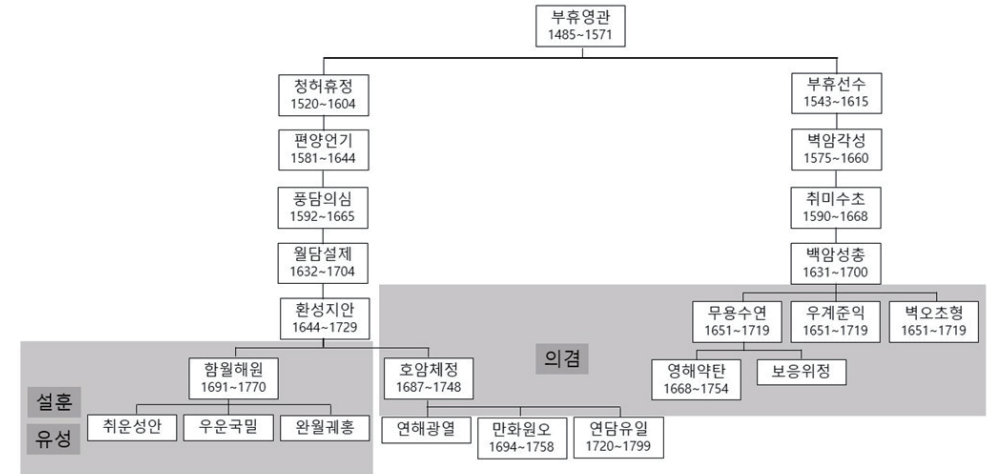 부휴영관
1485~1571
청허휴정
1520~1604
부휴선수
1543~1615
편양언기
1581~1644
벽암각성
1575~1660
풍담의심
1592~1665
취미수초
1590~1668
월담설제
1632~1704
백암성총
1631~1700
환성지안
1644~1729
무용수연
1651~1719
우계준익
1651~1719
벽오초형
1651~1719
의겸
함월해원
1691~1770
호암체정
1687~1748
영해약탄
1668~1754
보응위정
설훈
유성
취운성안
우운국밀
완월궤홍
연해광열
만화원오
1694~1758
연담유일
1720~1799